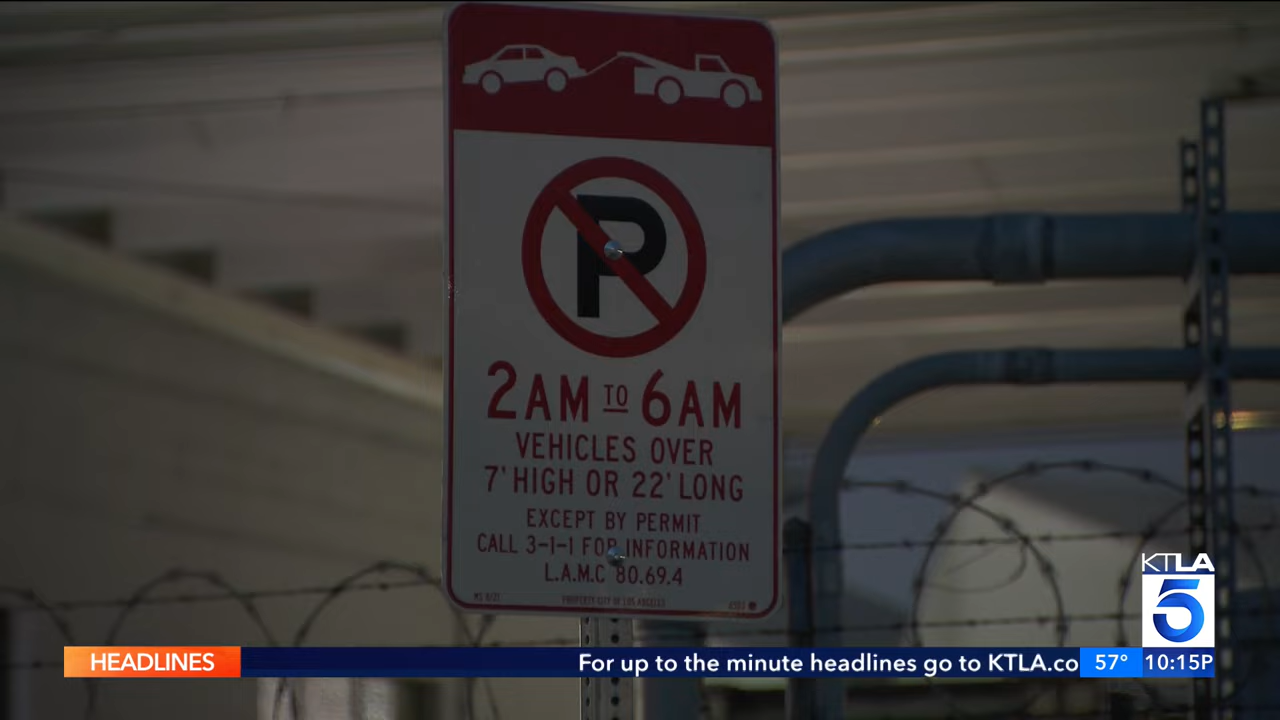 P
2AM TO 6AM
VEHICLES OVER
7' HIGH OR 22' LONG
EXCEPT BY PERMIT
CALL 3-1-1 FOR INFORMATION
L.A.M.C 80.69.4
PROPERTY CITY OF LOS ANGELES
KTLA
5
HEADLINES
For up to the minute headlines go to KTLA.co
57°
10:15P